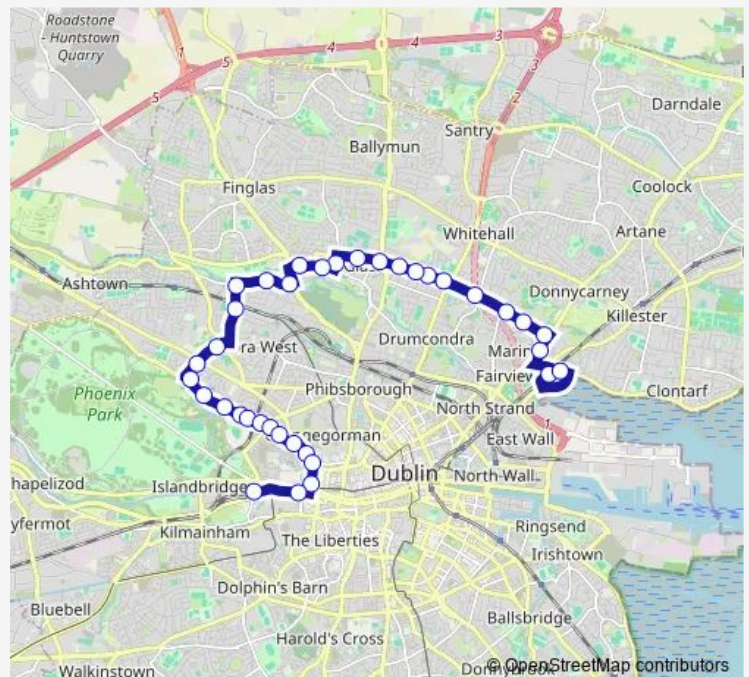 Roadstone
- Huntstown
Quarry
1
5
5
4
4
3
3
2
Darndale
Santry
Ballymun
Finglas
Coolock
Whitehall
Artane
Ashtown
Donnycarney
Killester
Drumcondra
Marin
ra West
Phoenix
Park
Phibsborough
Fairview
Clontarf
North Strand
1
East Wall
ngegorman
Dublin
North-Wall
hapelizod
Islandbridge
yfermot
Kilmainham
The Liberties
Ringsend
Irishtown
Dolphin's Barn
Bluebell
Ballsbridge
Harold's Cross
Walkinstown
© OpenStreetMap contributors